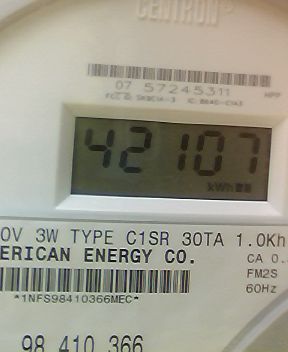 CENTRON®
07 57245311
42107
kWh
0V 3W TYPE C1SR 30TA 1.0Kh
ERICAN ENERGY CO.
CA 0.
FM2S
*1NFS98410366MEC*
60Hz
98 410 366